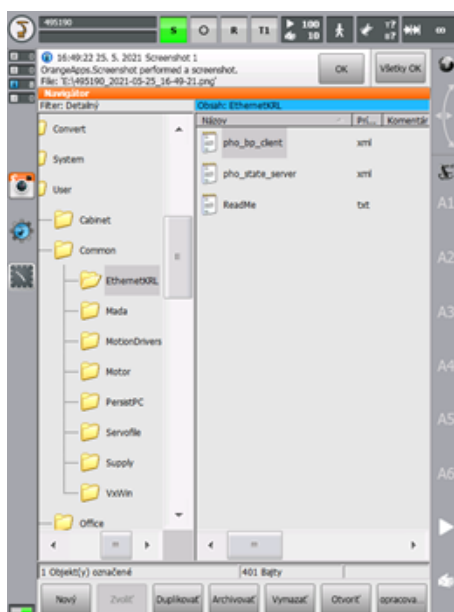 495190
S O R T1 100 10 1? s? ∞
16:49:22 25. 5. 2021 Screenshot 1
OrangeApps.Screenshot performed a screenshot.
File: 'E:\495190_2021-05-25_16-49-21.png'
OK
Všetky OK
Navigátor
Filter: Detailný
Obsah: EthernetKRL
Názov Prí... Komentár
Convert
System
User
Cabinet
Common
EthernetKRL
Mada
MotionDrivers
Motor
PersistPC
Servofile
Supply
VxWin
Office
pho_bp_client xml
pho_state_server xml
ReadMe txt
A1
A2
A3
A4
A5
A6
1 Objekt(y) označené
401 Bajty
Nový Zvoliť Duplikovať Archivovať Vymazať Otvoriť opracova...